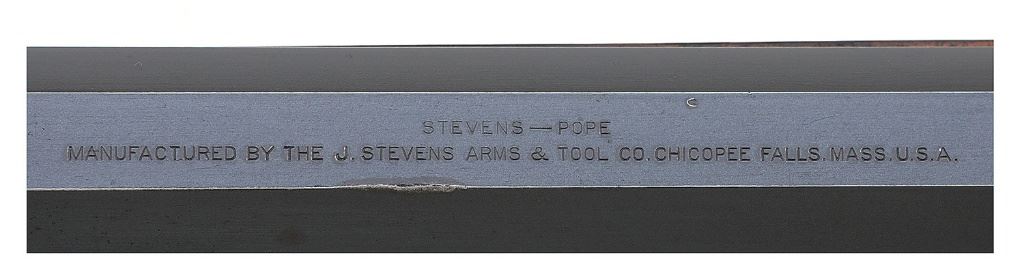 STEVENS—POPE
MANUFACTURED BY THE J. STEVENS ARMS & TOOL CO. CHICOPEE FALLS. MASS. U.S.A.